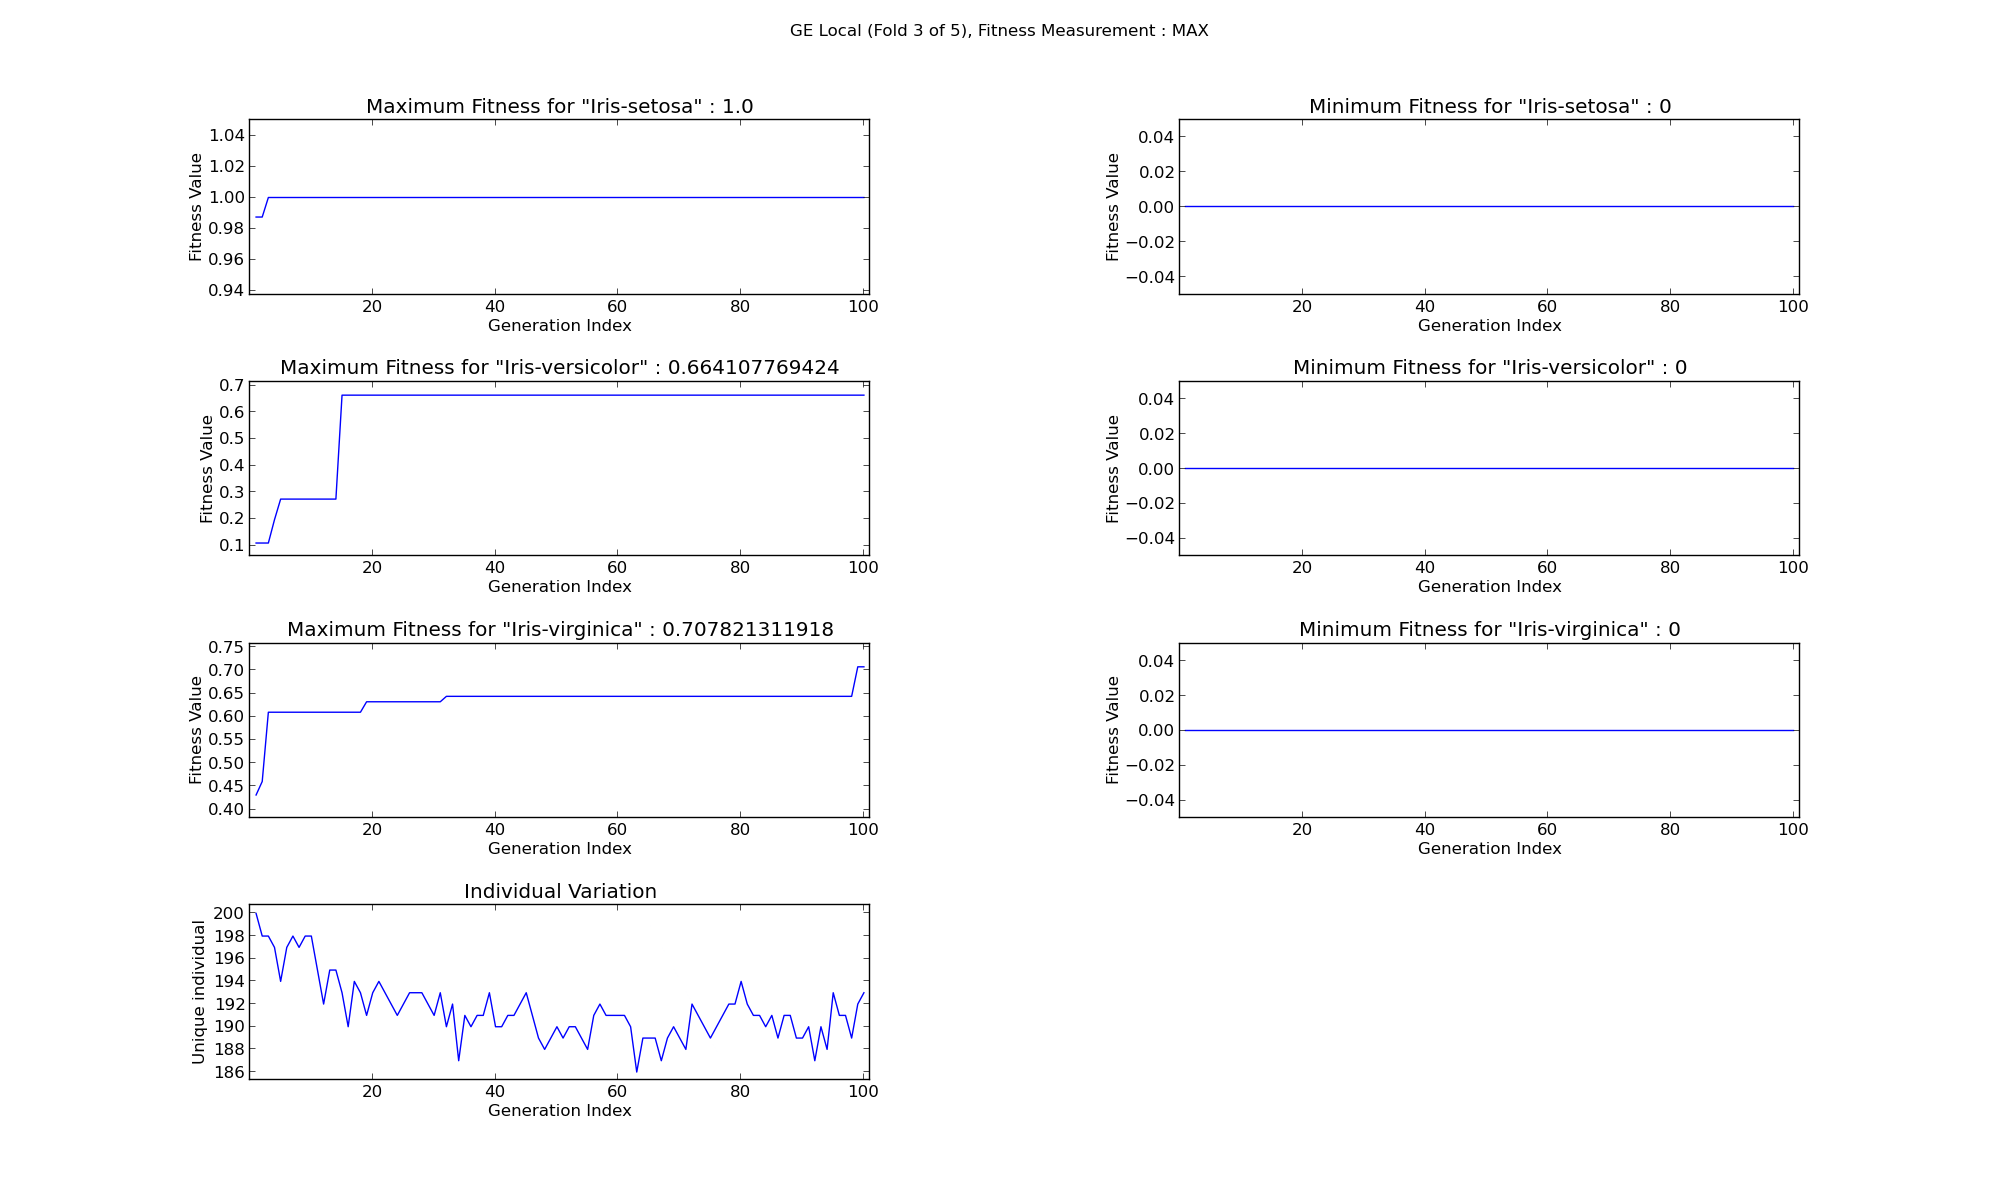 GE Local (Fold 3 of 5), Fitness Measurement : MAX
Maximum Fitness for "Iris-setosa" : 1.0
1.04
1.02
1.00
0.98
0.96
0.94
Fitness Value
20 40 60 80 100
Generation Index
Minimum Fitness for "Iris-setosa" : 0
0.04
0.02
0.00
−0.02
−0.04
Fitness Value
20 40 60 80 100
Generation Index
Maximum Fitness for "Iris-versicolor" : 0.664107769424
0.7
0.6
0.5
0.4
0.3
0.2
0.1
Fitness Value
20 40 60 80 100
Generation Index
Minimum Fitness for "Iris-versicolor" : 0
0.04
0.02
0.00
−0.02
−0.04
Fitness Value
20 40 60 80 100
Generation Index
Maximum Fitness for "Iris-virginica" : 0.707821311918
0.75
0.70
0.65
0.60
0.55
0.50
0.45
0.40
Fitness Value
20 40 60 80 100
Generation Index
Minimum Fitness for "Iris-virginica" : 0
0.04
0.02
0.00
−0.02
−0.04
Fitness Value
20 40 60 80 100
Generation Index
Individual Variation
200
198
196
194
192
190
188
186
Unique individual
20 40 60 80 100
Generation Index